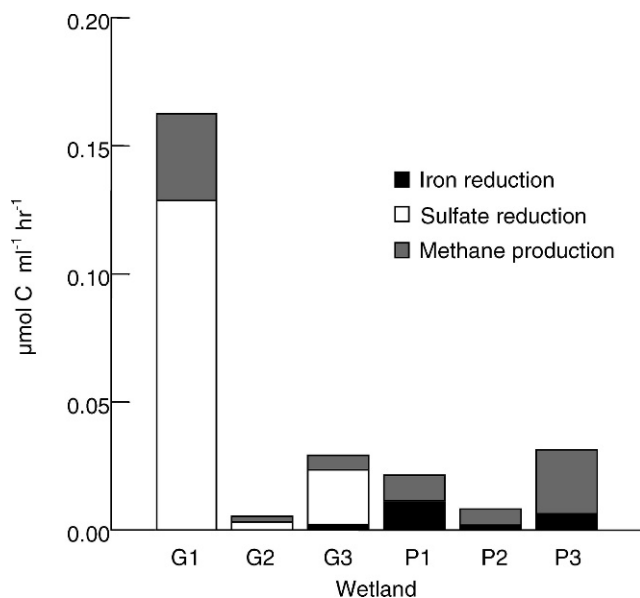 0.20
0.15
0.10
0.05
0.00
µmol C ml⁻¹ hr⁻¹
Iron reduction
Sulfate reduction
Methane production
G1 G2 G3 P1 P2 P3
Wetland